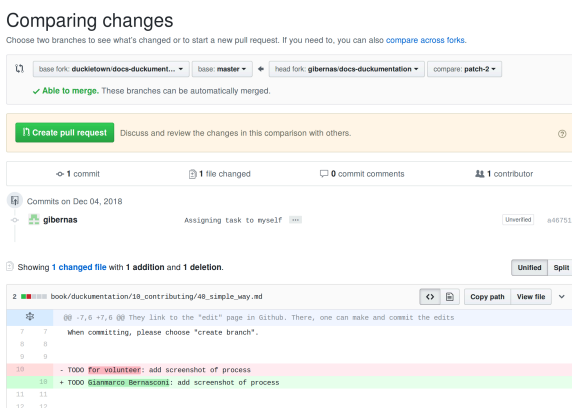 Comparing changes
Choose two branches to see what's changed or to start a new pull request. If you need to, you can also compare across forks.
base fork: duckietown/docs-duckument... base: master head fork: gibernas/docs-duckumentation compare: patch-2
Able to merge. These branches can be automatically merged.
Create pull request Discuss and review the changes in this comparison with others.
1 commit 1 file changed 0 commit comments 1 contributor
Commits on Dec 04, 2018
gibernas Assigning task to myself ... Unverified a46751
Showing 1 changed file with 1 addition and 1 deletion. Unified Split
2 book/duckumentation/10_contributing/40_simple_way.md Copy path View file
@@ -7,6 +7,6 @@ They link to the "edit" page in Github. There, one can make and commit the edits
7 7 When committing, please choose "create branch".
8 8
9 9
10 - TODO for volunteer: add screenshot of process
10 + TODO Gianmarco Bernasconi: add screenshot of process
11 11
12 12